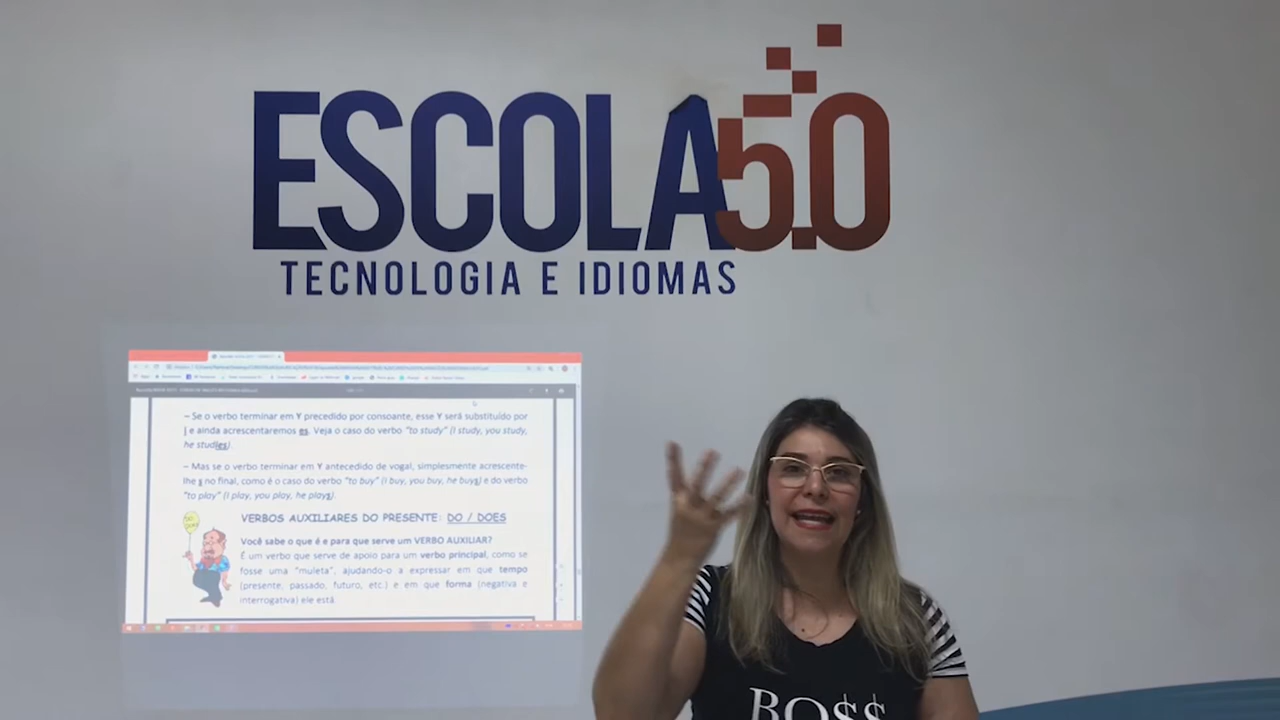 ESCOLA 5.0
TECNOLOGIA E IDIOMAS
– Se o verbo terminar em Y precedido por consoante, esse Y será substituído por
i e ainda acrescentaremos es. Veja o caso do verbo "to study" (I study, you study,
he studies).
– Mas se o verbo terminar em Y antecedido de vogal, simplesmente acrescente-
lhe s no final, como é o caso do verbo "to buy" (I buy, you buy, he buys) e do verbo
"to play" (I play, you play, he plays).
VERBOS AUXILIARES DO PRESENTE: DO / DOES
Você sabe o que é e para que serve um VERBO AUXILIAR?
É um verbo que serve de apoio para um verbo principal, como se
fosse uma "muleta", ajudando-o a expressar em que tempo
(presente, passado, futuro, etc.) e em que forma (negativa e
interrogativa) ele está.
BO$$